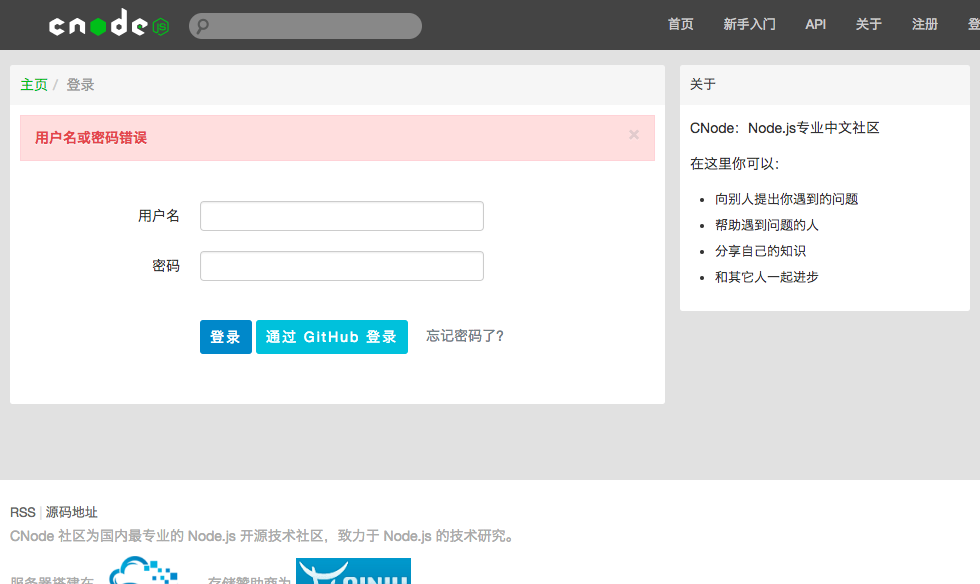 cnode JS
首页 新手入门 API 关于 注册
主页 / 登录
用户名或密码错误 ×
用户名
密码
登录 通过 GitHub 登录 忘记密码了?
关于
CNode：Node.js专业中文社区
在这里你可以：
向别人提出你遇到的问题
帮助遇到问题的人
分享自己的知识
和其它人一起进步
RSS | 源码地址
CNode 社区为国内最专业的 Node.js 开源技术社区，致力于 Node.js 的技术研究。
服务器搭建在 存储赞助商为 QINIU